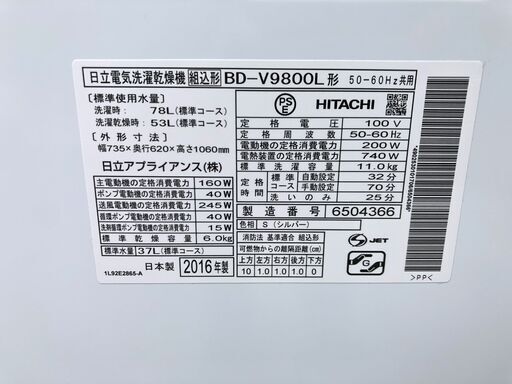 日立電気洗濯乾燥機 組込形 BD-V9800L形 50-60Hz共用
[標準使用水量]
洗濯時：78L(標準コース)
洗乾時：53L(標準コース)
(外形寸法)
幅735×奥行620×高さ1060mm
日立アプライアンス(株)
主電動機の定格消費電力 160W
ポンプ電動機の定格消費電力 40W
送風電動機の定格消費電力 245W
循環ポンプ電動機の定格消費電力 40W
洗剤循環ポンプ電動機の定格消費電力 15W
標準乾燥容量 6.0kg
標準水量 37L(標準コース)
日本製 2016年製
1L92E2865-A
PSE HITACHI
定格電圧 100V
定格周波数 50-60Hz
電動機の定格消費電力 200W
電熱装置の定格消費電力 740W
標準洗濯容量 11.0kg
定格時間 標準コース 自動設定 32分
手動設定 70分
洗いのみ 25分
製造番号 6504366
色相 S (シルバー)
消防法 基準適合 組込形
可燃物からの離隔距離(cm)
上方 左方 右方 前方 後方 下方
10 1.0 1.0 0 1.0 0
S JET
G
>PP<